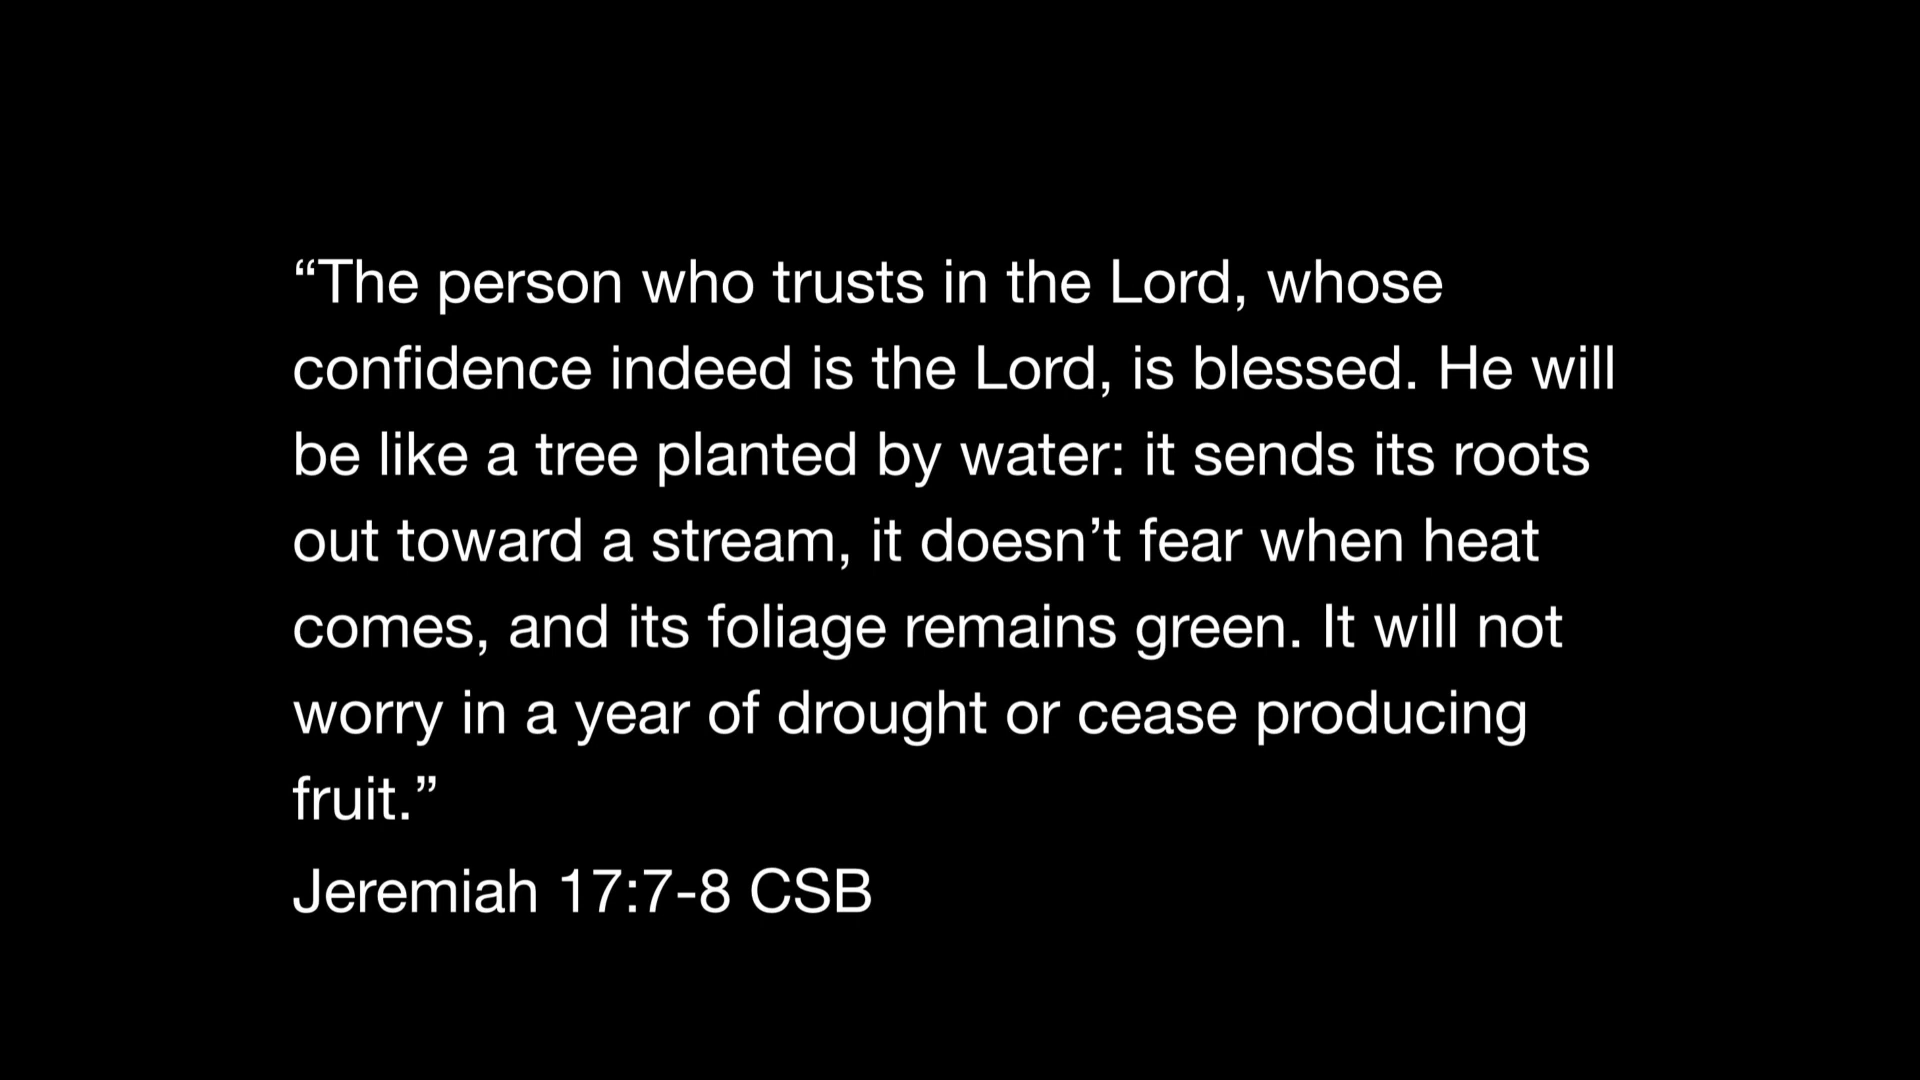 “The person who trusts in the Lord, whose
confidence indeed is the Lord, is blessed. He will
be like a tree planted by water: it sends its roots
out toward a stream, it doesn’t fear when heat
comes, and its foliage remains green. It will not
worry in a year of drought or cease producing
fruit.”
Jeremiah 17:7-8 CSB